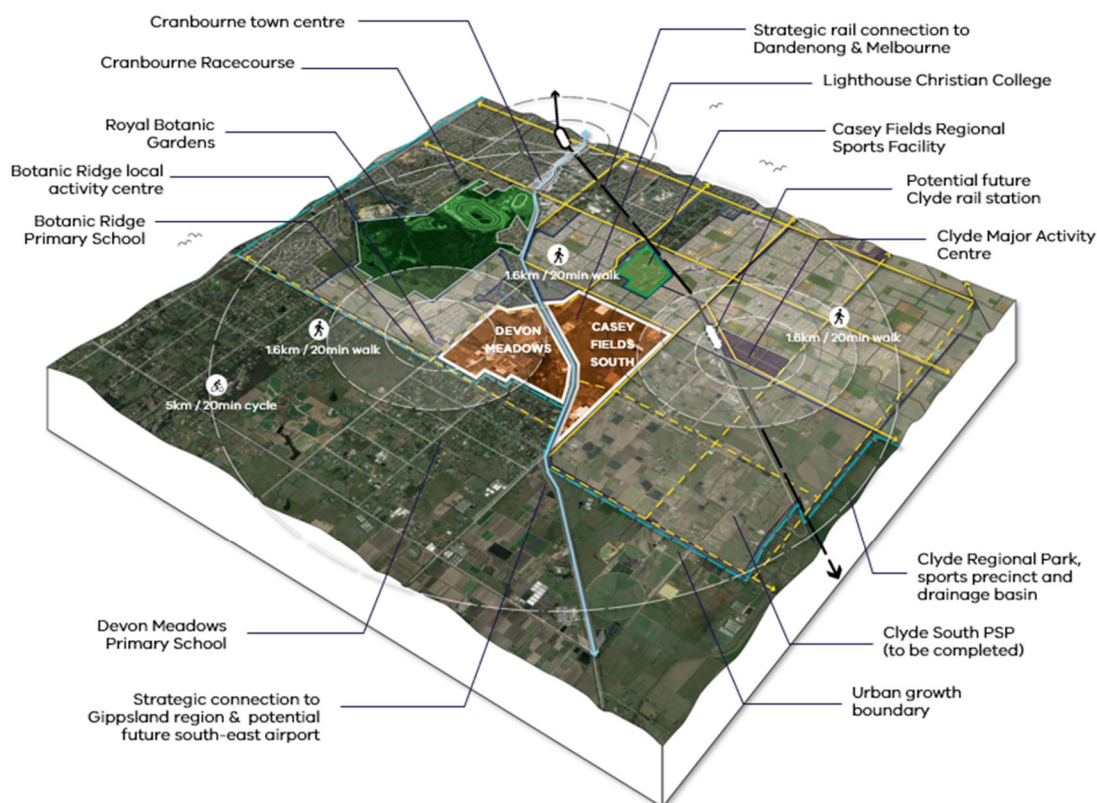 Cranbourne town centre
Cranbourne Racecourse
Royal Botanic
Gardens
Botanic Ridge local
activity centre
Botanic Ridge
Primary School
Strategic rail connection to
Dandenong & Melbourne
Lighthouse Christian College
Casey Fields Regional
Sports Facility
Potential future
Clyde rail station
Clyde Major Activity
Centre
1.6km / 20min walk
1.6km / 20min walk
1.6km / 20min walk
5km / 20min cycle
DEVON
MEADOWS
CASEY
FIELDS
SOUTH
Devon Meadows
Primary School
Strategic connection to
Gippsland region & potential
future south-east airport
Clyde Regional Park,
sports precinct and
drainage basin
Clyde South PSP
(to be completed)
Urban growth
boundary